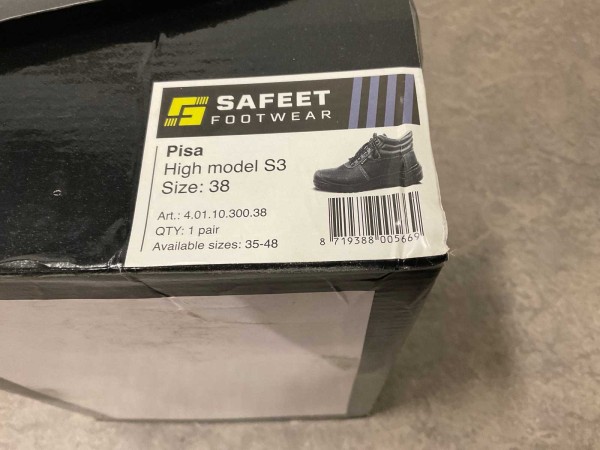 SAFEET
FOOTWEAR
Pisa
High model S3
Size: 38
Art.: 4.01.10.300.38
QTY: 1 pair
Available sizes: 35-48
8 719388 005669